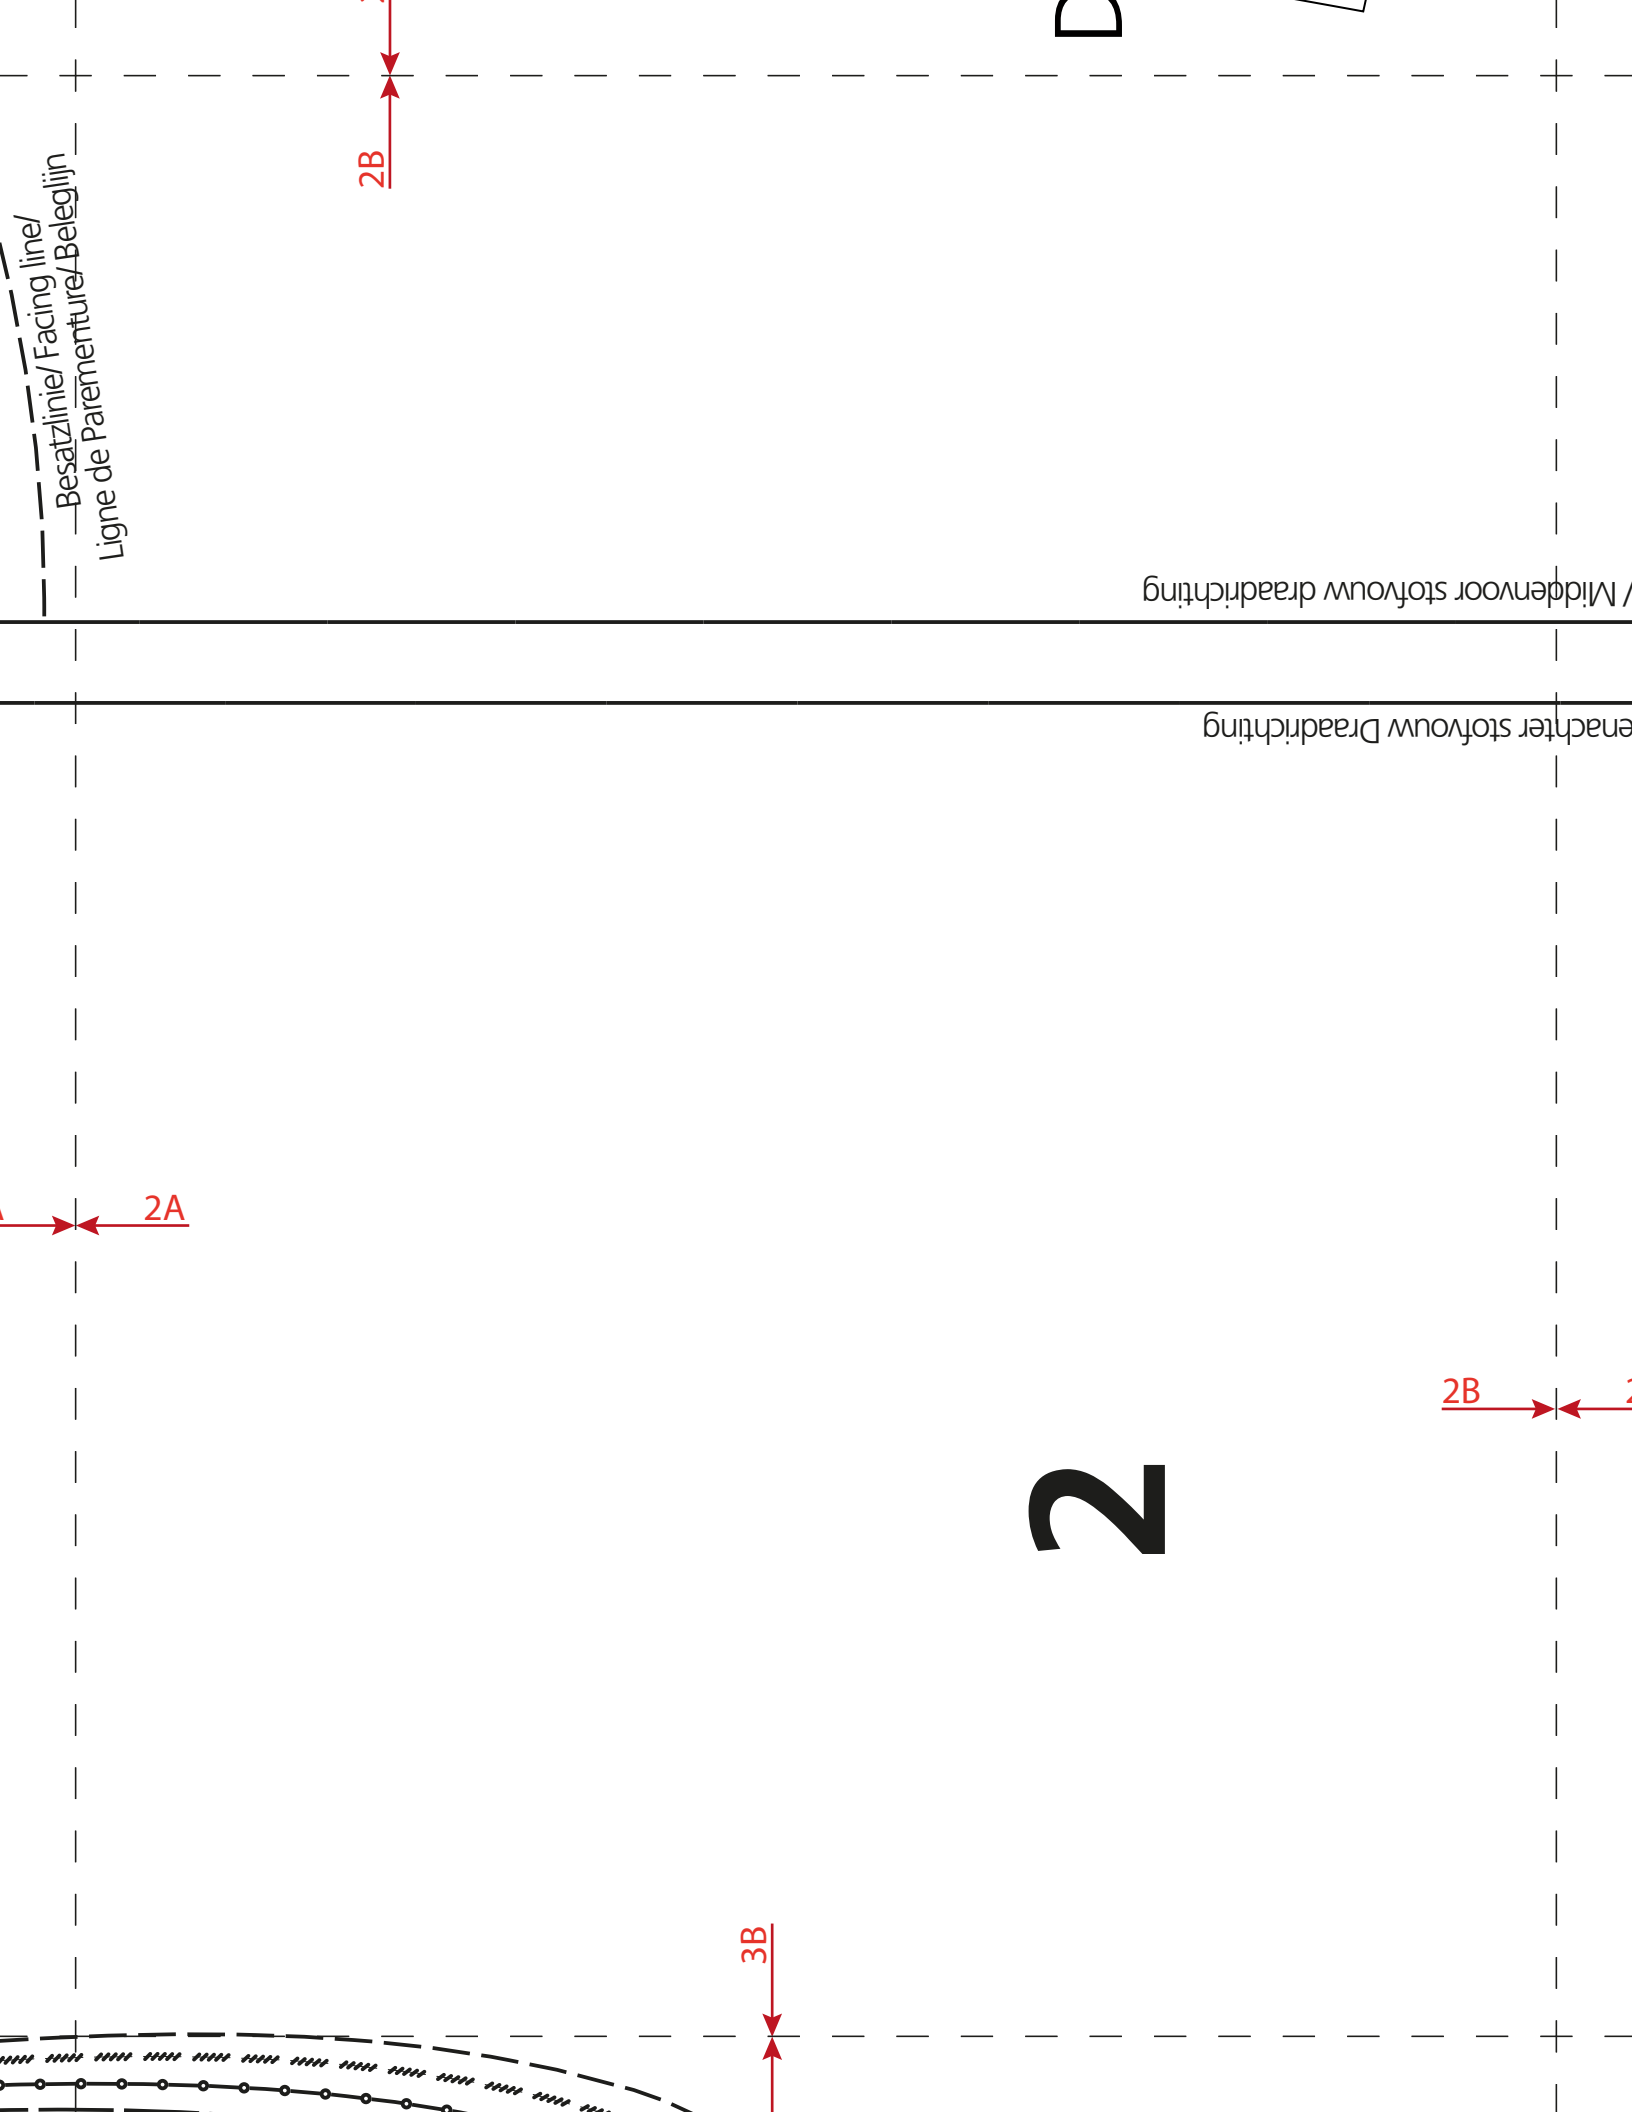 D
2B
Besatzlinie/ Facing line/
Ligne de Parementure/ Beleglijn
/ Middenvoor stofvouw draadrichting
enachter stofvouw Draadrichting
2A
2B
2
3B